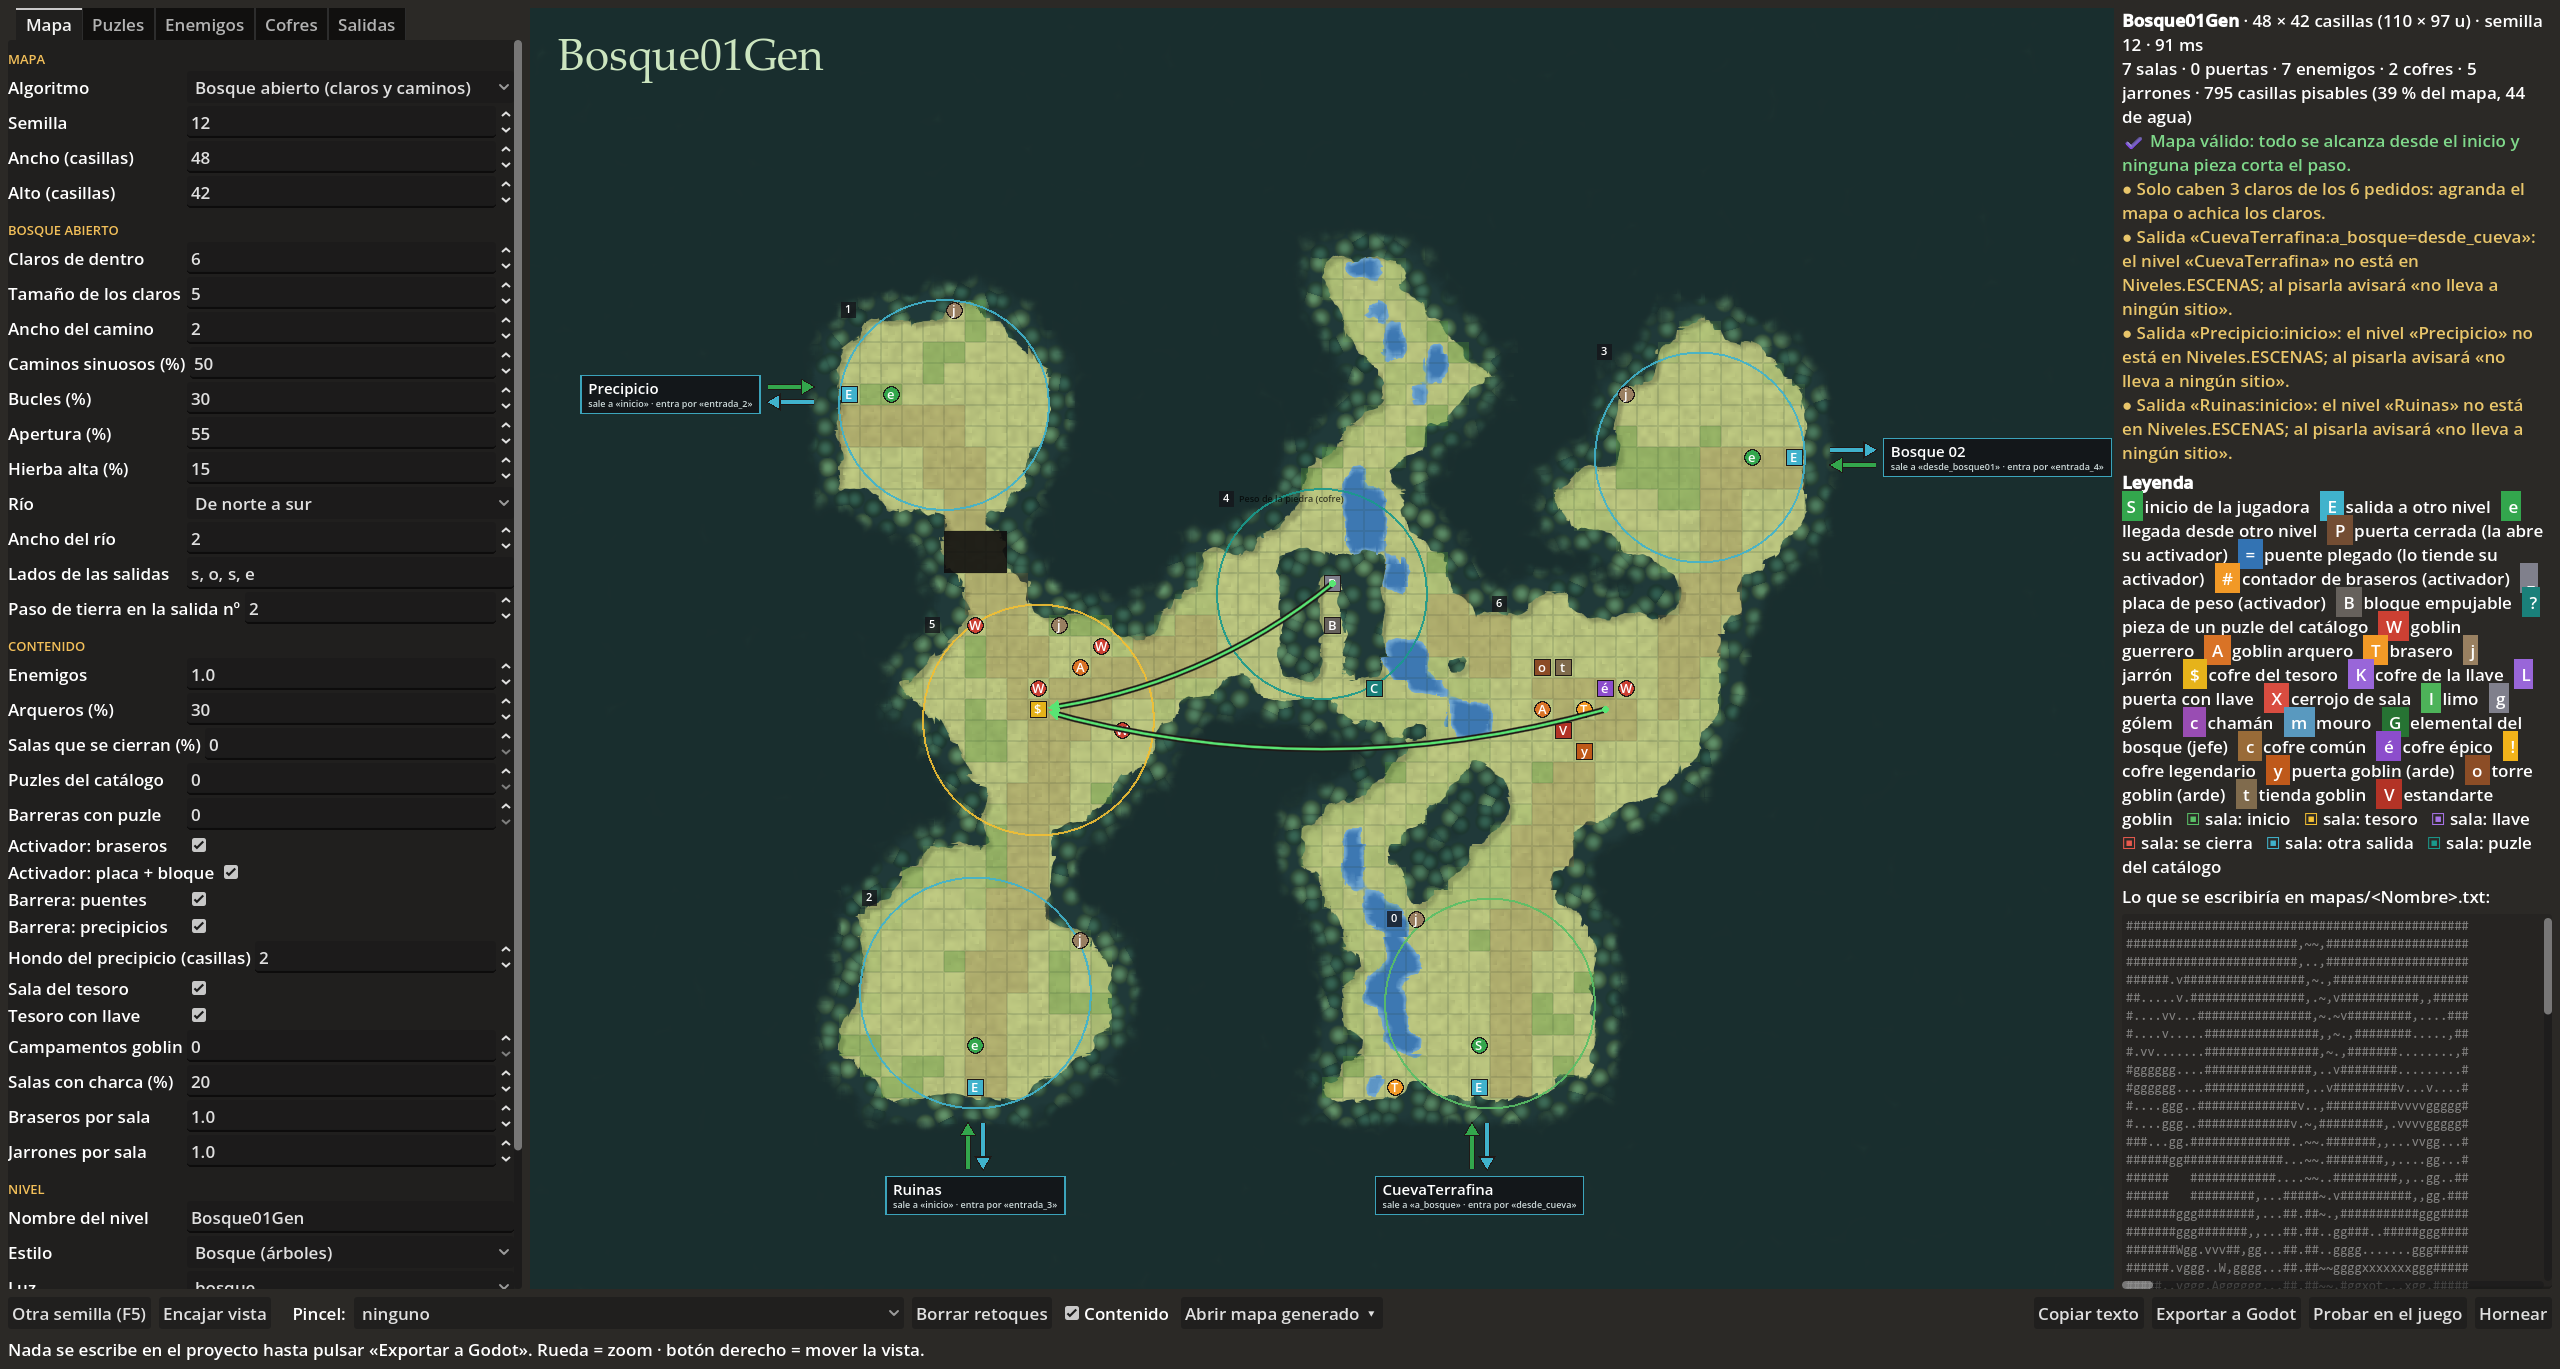 Mapa
Puzles
Enemigos
Cofres
Salidas
MAPA
Algoritmo
Bosque abierto (claros y caminos)
Semilla
12
Ancho (casillas)
48
Alto (casillas)
42
BOSQUE ABIERTO
Claros de dentro
6
Tamaño de los claros
5
Ancho del camino
2
Caminos sinuosos (%)
50
Bucles (%)
30
Apertura (%)
55
Hierba alta (%)
15
Río
De norte a sur
Ancho del río
2
Lados de las salidas
s, o, s, e
Paso de tierra en la salida nº
2
CONTENIDO
Enemigos
1.0
Arqueros (%)
30
Salas que se cierran (%)
0
Puzles del catálogo
0
Barreras con puzle
0
Activador: braseros
Activador: placa + bloque
Barrera: puentes
Barrera: precipicios
Hondo del precipicio (casillas)
2
Sala del tesoro
Tesoro con llave
Campamentos goblin
0
Salas con charca (%)
20
Braseros por sala
1.0
Jarrones por sala
1.0
NIVEL
Nombre del nivel
Bosque01Gen
Estilo
Bosque (árboles)
Luz
bosque
Bosque01Gen
1
j
E
e
Precipicio
sale a «inicio» · entra por «entrada_2»
3
j
e
E
Bosque 02
sale a «desde_bosque01» · entra por «entrada_4»
4
Peso de la piedra (cofre)
B
C
5
W
j
W
A
W
$
6
o
t
é
W
A
T
V
y
2
j
e
E
0
j
S
T
E
Ruinas
sale a «inicio» · entra por «entrada_3»
CuevaTerrafina
sale a «a_bosque» · entra por «desde_cueva»
Bosque01Gen · 48 × 42 casillas (110 × 97 u) · semilla
12 · 91 ms
7 salas · 0 puertas · 7 enemigos · 2 cofres · 5
jarrones · 795 casillas pisables (39 % del mapa, 44
de agua)
Mapa válido: todo se alcanza desde el inicio y
ninguna pieza corta el paso.
● Solo caben 3 claros de los 6 pedidos: agranda el
mapa o achica los claros.
● Salida «CuevaTerrafina:a_bosque=desde_cueva»:
el nivel «CuevaTerrafina» no está en
Niveles.ESCENAS; al pisarla avisará «no lleva a
ningún sitio».
● Salida «Precipicio:inicio»: el nivel «Precipicio» no
está en Niveles.ESCENAS; al pisarla avisará «no
lleva a ningún sitio».
● Salida «Ruinas:inicio»: el nivel «Ruinas» no está
en Niveles.ESCENAS; al pisarla avisará «no lleva a
ningún sitio».
Leyenda
S inicio de la jugadora E salida a otro nivel e
llegada desde otro nivel P puerta cerrada (la abre
su activador) = puente plegado (lo tiende su
activador) # contador de braseros (activador) _
placa de peso (activador) B bloque empujable ?
pieza de un puzle del catálogo W goblin
guerrero A goblin arquero T brasero j
jarrón $ cofre del tesoro K cofre de la llave L
puerta con llave X cerrojo de sala l limo g
gólem c chamán m mouro G elemental del
bosque (jefe) c cofre común é cofre épico !
cofre legendario y puerta goblin (arde) o torre
goblin (arde) t tienda goblin V estandarte
goblin sala: inicio sala: tesoro sala: llave
sala: se cierra sala: otra salida sala: puzle
del catálogo
Lo que se escribiría en mapas/<Nombre>.txt:
Otra semilla (F5)
Encajar vista
Pincel:
ninguno
Borrar retoques
Contenido
Abrir mapa generado
Copiar texto
Exportar a Godot
Probar en el juego
Hornear
Nada se escribe en el proyecto hasta pulsar «Exportar a Godot». Rueda = zoom · botón derecho = mover la vista.